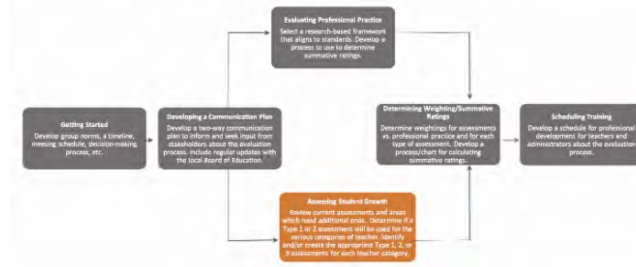 Evaluating Professional Practice
Select a research-based framework
that aligns to standards. Develop a
process to use to determine
summative ratings.
Getting Started
Develop group norms, a timeline,
meeting schedule, decision-making
process, etc.
Developing a Communication Plan
Develop a two-way communication
plan to inform and seek input from
stakeholders about the evaluation
process. Include regular updates with
the Local Board of Education.
Determining Weighting/Summative
Ratings
Determine weightings for assessments
vs. professional practice and for each
type of assessment. Develop a
process/chart for calculating
summative ratings.
Scheduling Training
Develop a schedule for professional
development for teachers and
administrators about the evaluation
process.
Assessing Student Growth
Review current assessments and areas
which need additional ones. Determine if a
Type 1 or 2 assessment will be used for the
various categories of teacher. Identify
and/or create the appropriate Type 1, 2, or
3 assessments for each teacher category.